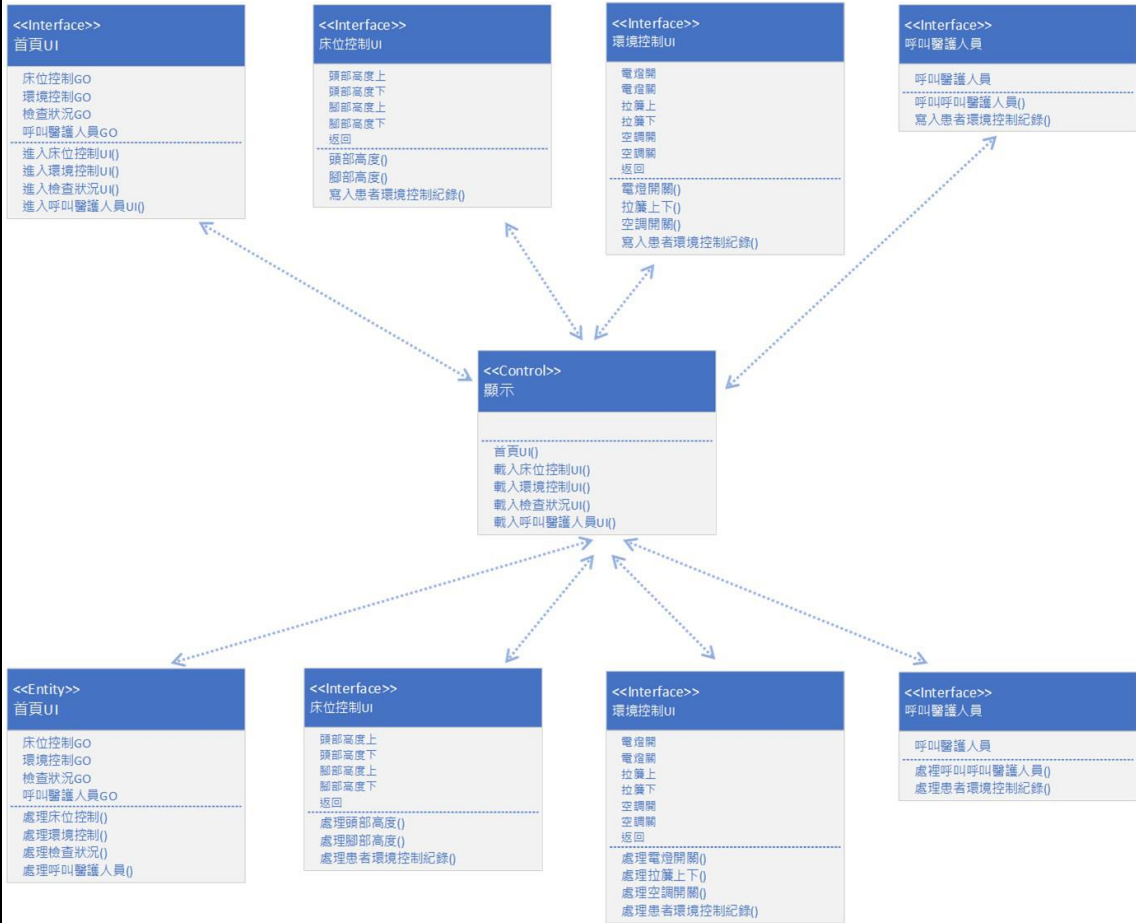 <<Interface>>
首頁UI
床位控制GO
環境控制GO
檢查狀況GO
呼叫醫護人員GO
進入床位控制UI()
進入環境控制UI()
進入檢查狀況UI()
進入呼叫醫護人員UI()
<<Interface>>
床位控制UI
頭部高度上
頭部高度下
腳部高度上
腳部高度下
返回
頭部高度()
腳部高度()
寫入患者環境控制紀錄()
<<Interface>>
環境控制UI
電燈開
電燈關
拉簾上
拉簾下
空調開
空調關
返回
電燈開關()
拉簾上下()
空調開關()
寫入患者環境控制紀錄()
<<Interface>>
呼叫醫護人員
呼叫醫護人員
呼叫呼叫醫護人員()
寫入患者環境控制紀錄()
<<Control>>
顯示
首頁UI()
載入床位控制UI()
載入環境控制UI()
載入檢查狀況UI()
載入呼叫醫護人員UI()
<<Entity>>
首頁UI
床位控制GO
環境控制GO
檢查狀況GO
呼叫醫護人員GO
處理床位控制()
處理環境控制()
處理檢查狀況()
處理呼叫醫護人員()
<<Interface>>
床位控制UI
頭部高度上
頭部高度下
腳部高度上
腳部高度下
返回
處理頭部高度()
處理腳部高度()
處理患者環境控制紀錄()
<<Interface>>
環境控制UI
電燈開
電燈關
拉簾上
拉簾下
空調開
空調關
返回
處理電燈開關()
處理拉簾上下()
處理空調開關()
處理患者環境控制紀錄()
<<Interface>>
呼叫醫護人員
呼叫醫護人員
處裡呼叫呼叫醫護人員()
處理患者環境控制紀錄()